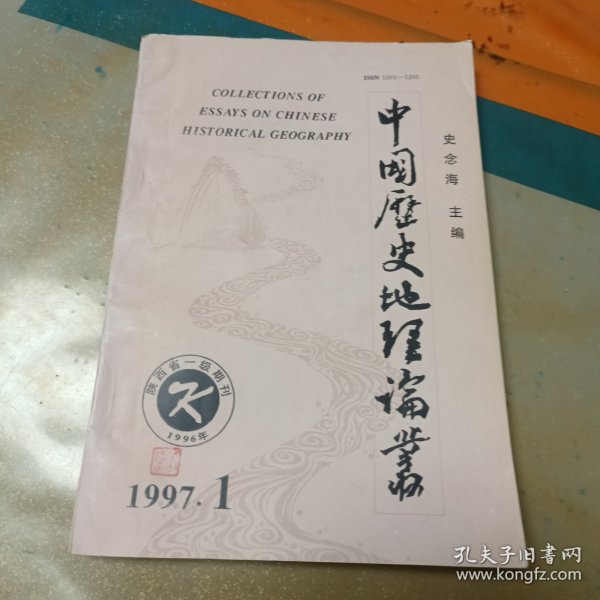 ISSN 1001—5205
COLLECTIONS OF
ESSAYS ON CHINESE
HISTORICAL GEOGRAPHY
中國歷史地理論叢
史念海 主编
陕西省一级期刊
K
1996年
1997.1
孔夫子旧書网
www.kongfz.com